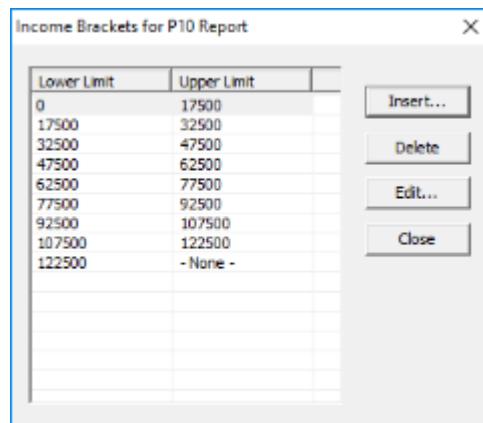 Income Brackets for P10 Report
Lower Limit Upper Limit
0 17500
17500 32500
32500 47500
47500 62500
62500 77500
77500 92500
92500 107500
107500 122500
122500 - None -
Insert...
Delete
Edit...
Close